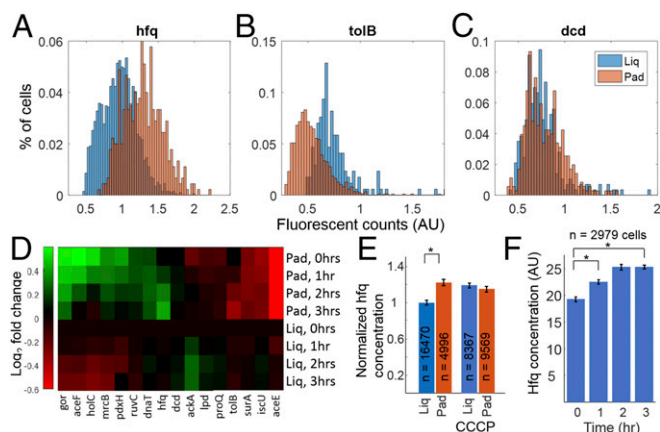 A
hfq
B
tolB
C
dcd
% of cells
0.06
0.04
0.02
0
0.5
1
1.5
2
2.5
0.15
0.1
0.05
0
0.5
1
1.5
0.1
0.08
0.06
0.04
0.02
0
0.5
1
1.5
2
Liq
Pad
Fluorescent counts (AU)
D
Log₂ fold change
0.4
0.2
0
-0.2
-0.4
-0.6
Pad, 0hrs
Pad, 1hr
Pad, 2hrs
Pad, 3hrs
Liq, 0hrs
Liq, 1hr
Liq, 2hrs
Liq, 3hrs
gor
aceF
holC
mrcB
pdxH
ruvC
dnaT
hfq
dcd
ackA
lpd
proQ
tolB
surA
iscU
aceE
E
Normalized hfq
concentration
1.4
1.2
1
*
n = 16470
n = 4996
n = 8367
n = 9569
Liq
Pad
Liq
Pad
CCCP
F
n = 2979 cells
Hfq concentration (AU)
25
20
15
10
5
0
*
*
0
1
2
3
Time (hr)